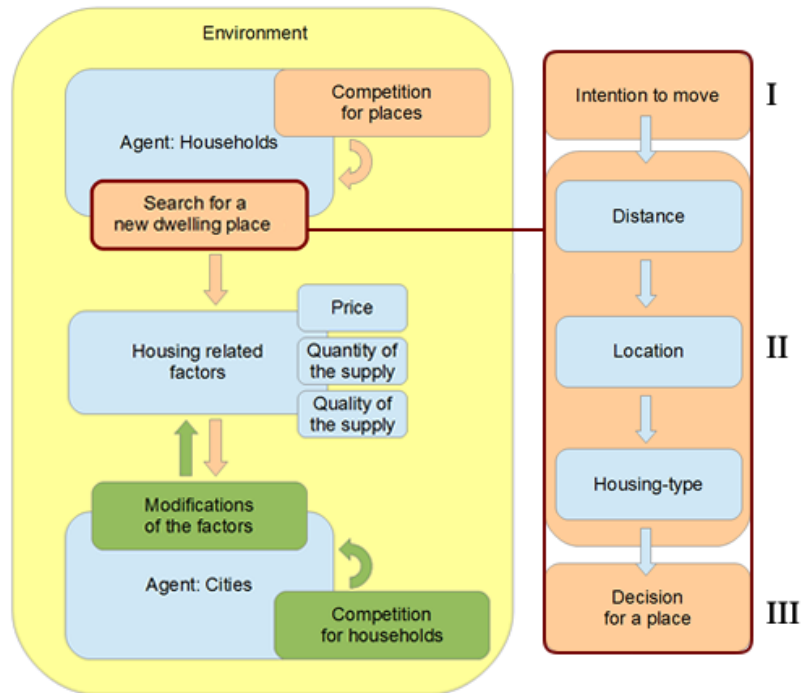 Environment
Competition
for places
Agent: Households
Search for a
new dwelling place
Housing related
factors
Price
Quantity of
the supply
Quality of
the supply
Modifications
of the factors
Agent: Cities
Competition
for households
Intention to move
I
Distance
Location
II
Housing-type
Decision
for a place
III